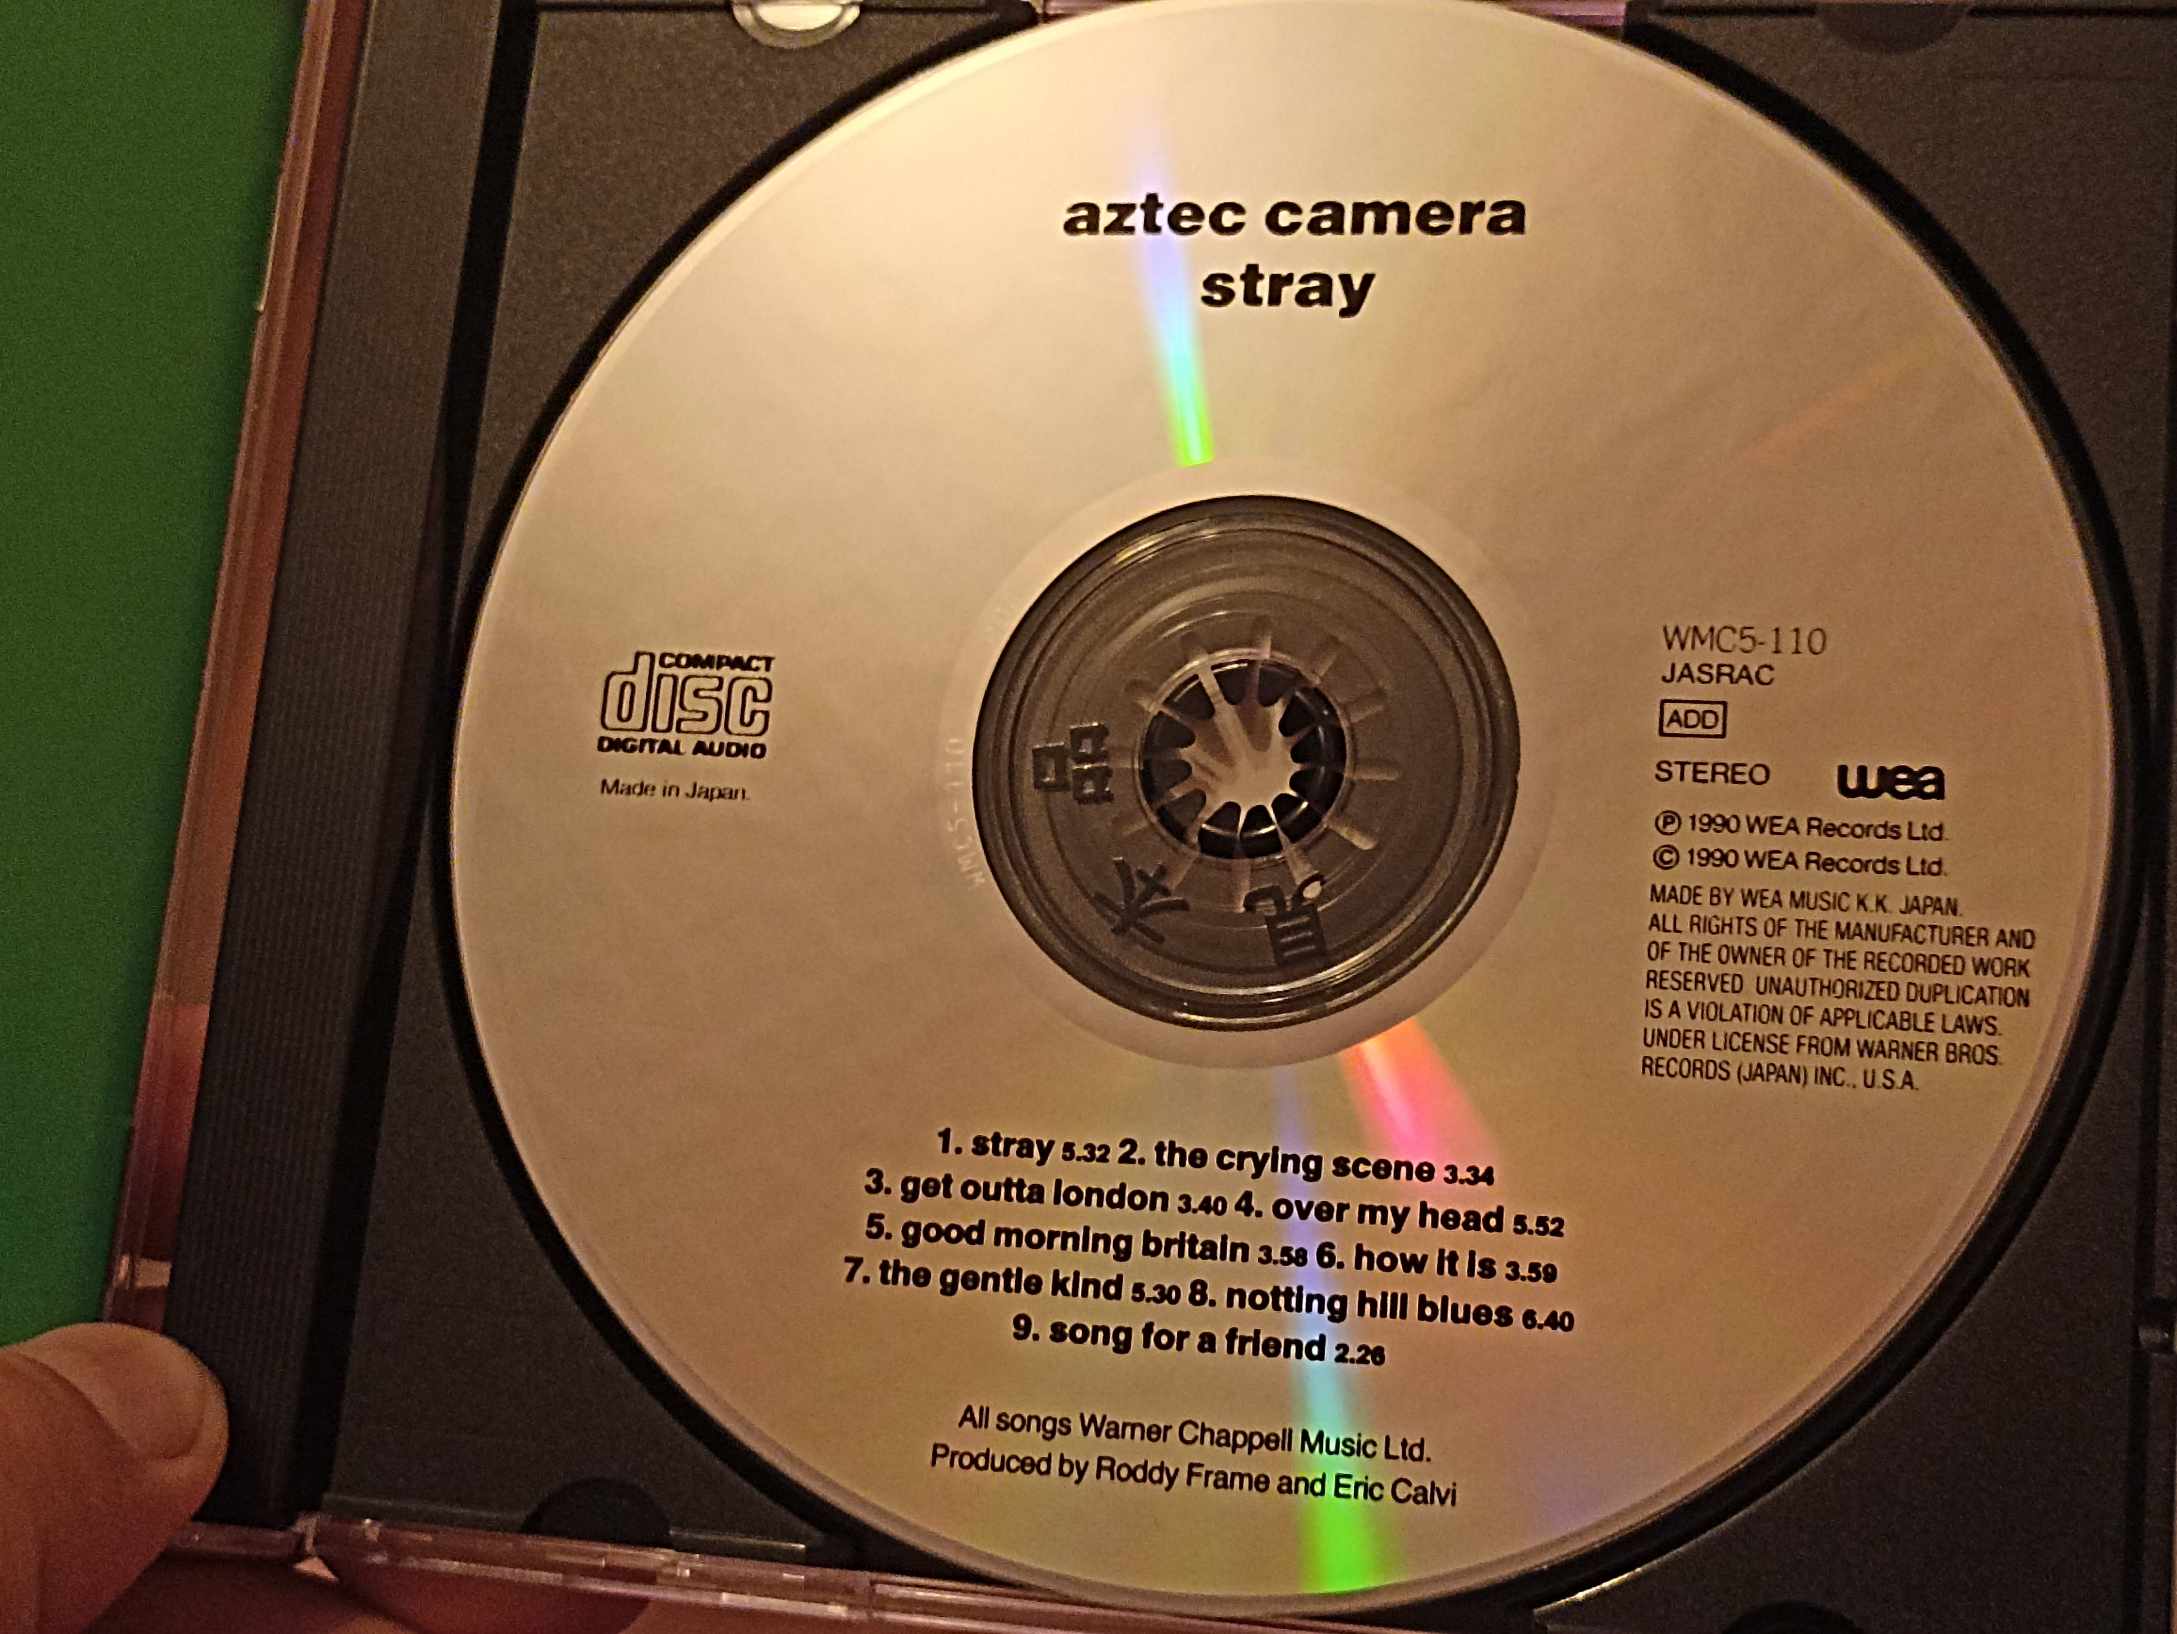 aztec camera
stray
COMPACT
disc
DIGITAL AUDIO
Made in Japan.
WMC5-110
JASRAC
ADD
STEREO wea
Ⓟ 1990 WEA Records Ltd.
© 1990 WEA Records Ltd.
MADE BY WEA MUSIC K.K. JAPAN.
ALL RIGHTS OF THE MANUFACTURER AND
OF THE OWNER OF THE RECORDED WORK
RESERVED. UNAUTHORIZED DUPLICATION
IS A VIOLATION OF APPLICABLE LAWS.
UNDER LICENSE FROM WARNER BROS.
RECORDS (JAPAN) INC., U.S.A.
WMC5-110
1. stray 5.32 2. the crying scene 3.34
3. get outta london 3.40 4. over my head 5.52
5. good morning britain 3.58 6. how it is 3.59
7. the gentle kind 5.30 8. notting hill blues 6.40
9. song for a friend 2.26
All songs Warner Chappell Music Ltd.
Produced by Roddy Frame and Eric Calvi